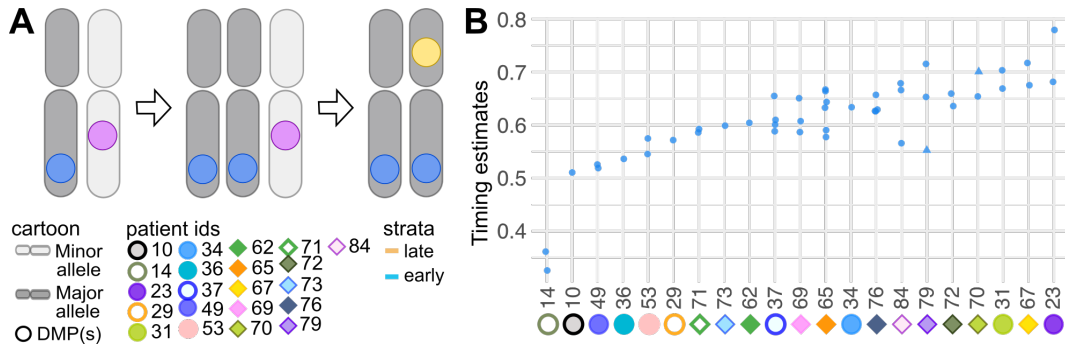 A
cartoon
Minor
allele
Major
allele
DMP(s)
patient ids
10 34 62 71 84
14 36 65 72
23 37 67 73
29 49 69 76
31 53 70 79
strata
late
early
B
Timing estimates
0.8
0.7
0.6
0.5
0.4
14 10 49 36 53 29 71 73 62 37 69 65 34 76 84 79 72 70 31 67 23